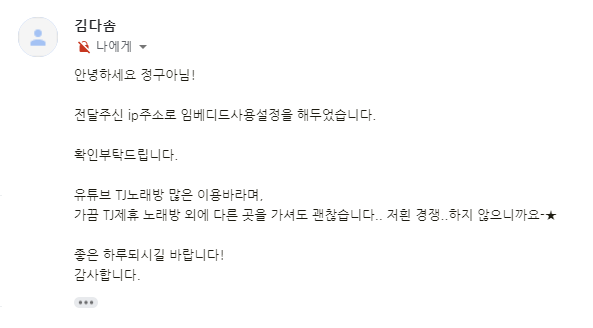 김다솜
나에게
안녕하세요 정구아님!
전달주신 ip주소로 임베디드사용설정을 해두었습니다.
확인부탁드립니다.
유튜브 TJ노래방 많은 이용바라며,
가끔 TJ제휴 노래방 외에 다른 곳을 가셔도 괜찮습니다.. 저흰 경쟁..하지 않으니까요-★
좋은 하루되시길 바랍니다!
감사합니다.